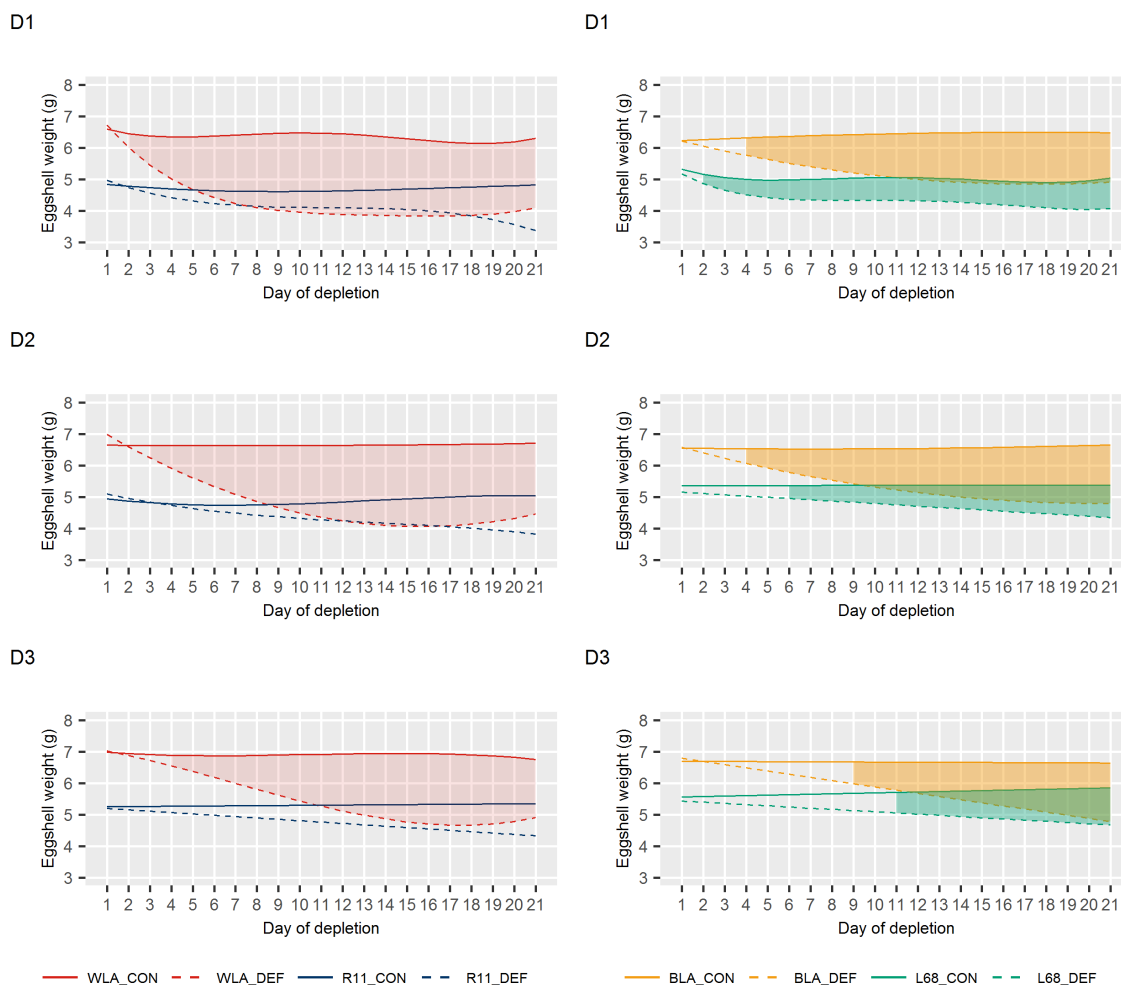 D1
Eggshell weight (g)
8
7
6
5
4
3
1 2 3 4 5 6 7 8 9 10 11 12 13 14 15 16 17 18 19 20 21
Day of depletion
D1
Eggshell weight (g)
8
7
6
5
4
3
1 2 3 4 5 6 7 8 9 10 11 12 13 14 15 16 17 18 19 20 21
Day of depletion
D2
Eggshell weight (g)
8
7
6
5
4
3
1 2 3 4 5 6 7 8 9 10 11 12 13 14 15 16 17 18 19 20 21
Day of depletion
D2
Eggshell weight (g)
8
7
6
5
4
3
1 2 3 4 5 6 7 8 9 10 11 12 13 14 15 16 17 18 19 20 21
Day of depletion
D3
Eggshell weight (g)
8
7
6
5
4
3
1 2 3 4 5 6 7 8 9 10 11 12 13 14 15 16 17 18 19 20 21
Day of depletion
D3
Eggshell weight (g)
8
7
6
5
4
3
1 2 3 4 5 6 7 8 9 10 11 12 13 14 15 16 17 18 19 20 21
Day of depletion
WLA_CON WLA_DEF R11_CON R11_DEF
BLA_CON BLA_DEF L68_CON L68_DEF